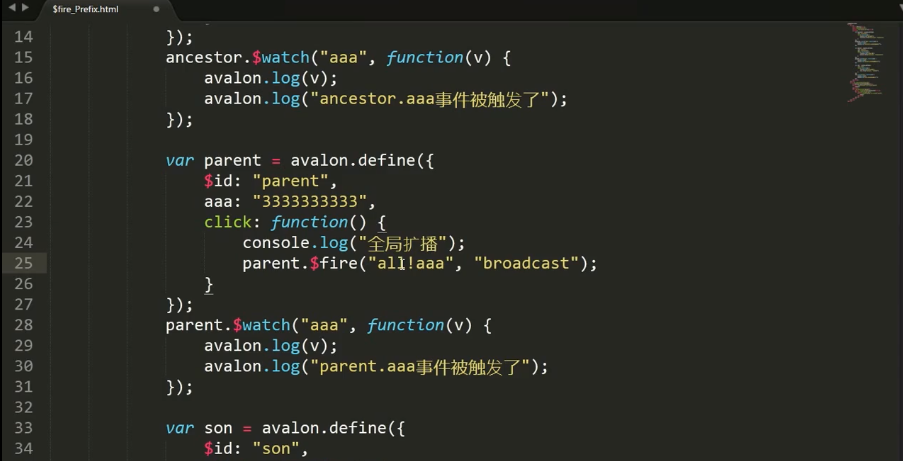 $fire_Prefix.html
14 });
15 ancestor.$watch("aaa", function(v) {
16 avalon.log(v);
17 avalon.log("ancestor.aaa事件被触发了");
18 });
19
20 var parent = avalon.define({
21 $id: "parent",
22 aaa: "3333333333",
23 click: function() {
24 console.log("全局扩播");
25 parent.$fire("all!aaa", "broadcast");
26 }
27 });
28 parent.$watch("aaa", function(v) {
29 avalon.log(v);
30 avalon.log("parent.aaa事件被触发了");
31 });
32
33 var son = avalon.define({
34 $id: "son",